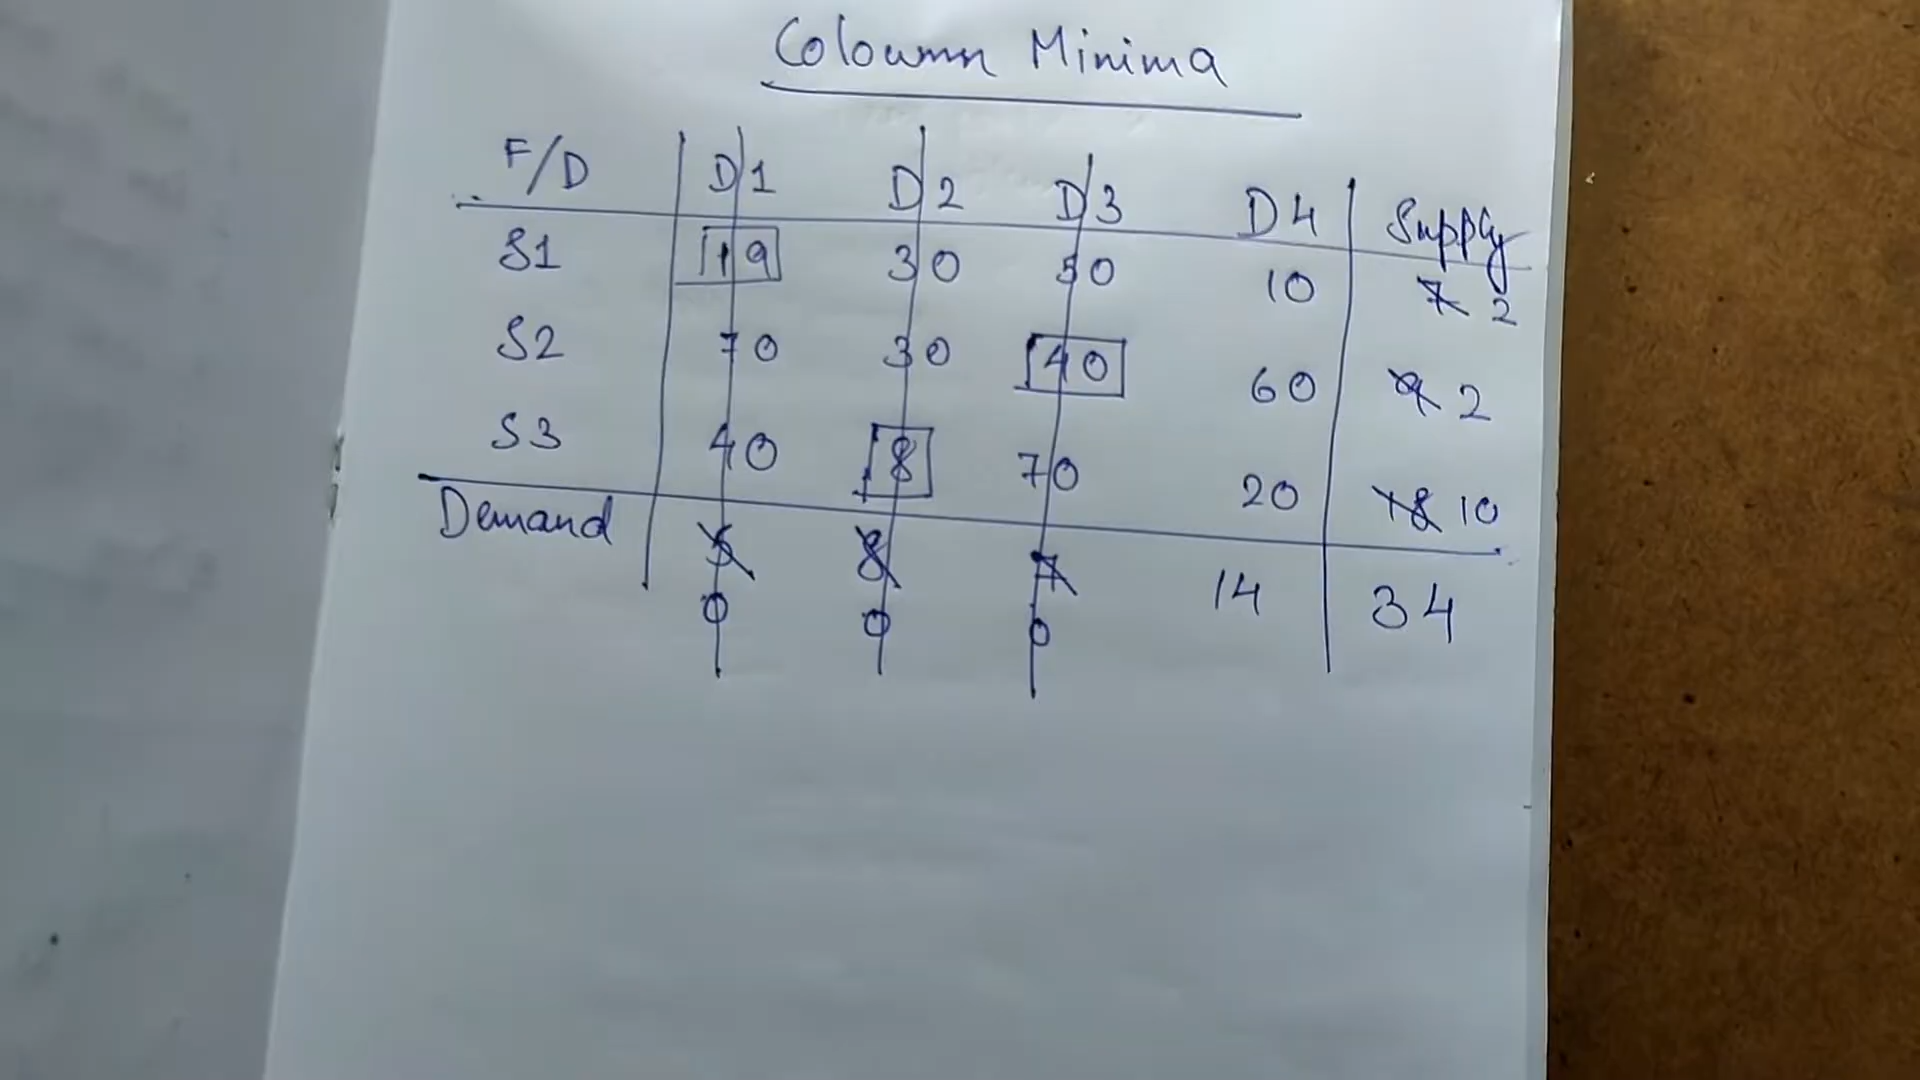 Coloumn Minima
F/D D1 D2 D3 D4 Supply
S1 19 30 50 10 7 2
S2 70 30 40 60 9 2
S3 40 8 70 20 18 10
Demand 5 8 7 14 34
0 0 0